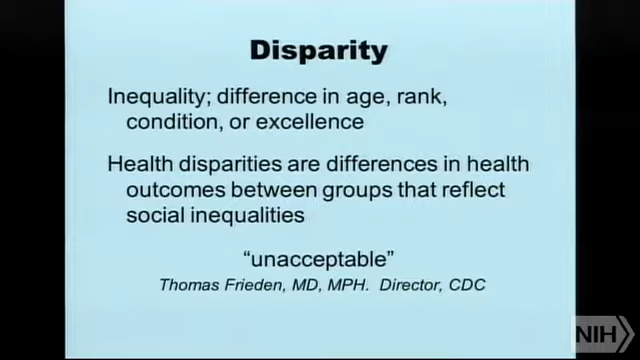 Disparity
Inequality; difference in age, rank,
condition, or excellence
Health disparities are differences in health
outcomes between groups that reflect
social inequalities
“unacceptable”
Thomas Frieden, MD, MPH.  Director, CDC
NIH